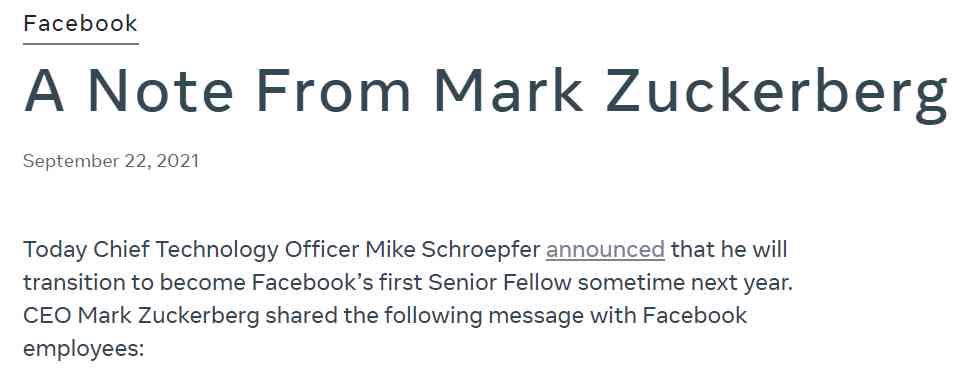 Facebook
A Note From Mark Zuckerberg
September 22, 2021
Today Chief Technology Officer Mike Schroepfer announced that he will
transition to become Facebook’s first Senior Fellow sometime next year.
CEO Mark Zuckerberg shared the following message with Facebook
employees: